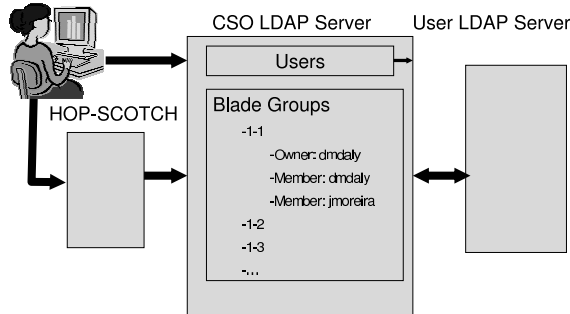 CSO LDAP Server
User LDAP Server
Users
HOP-SCOTCH
Blade Groups
-1-1
-Owner: dmdaly
-Member: dmdaly
-Member: jmoreira
-1-2
-1-3
-...